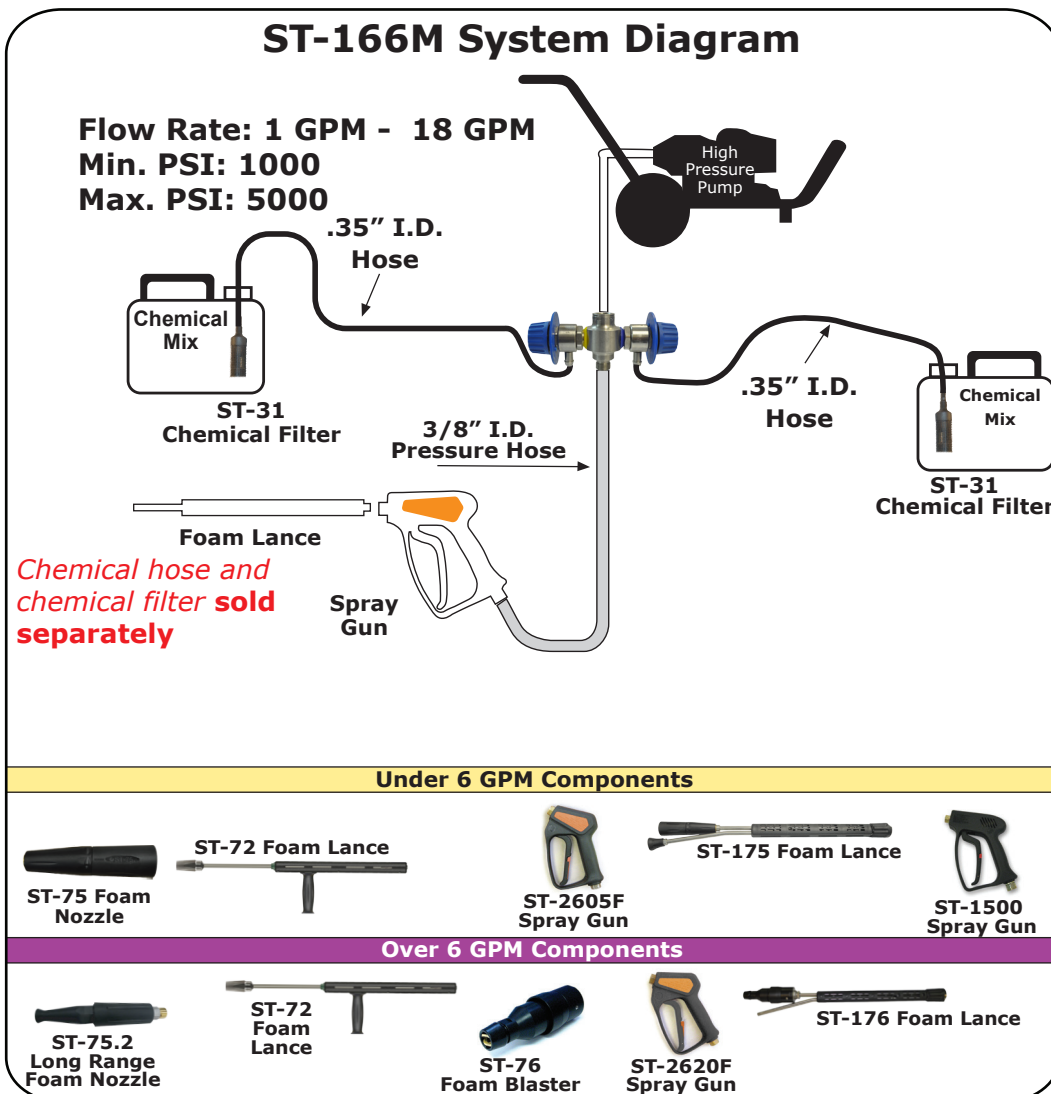 ST-166M System Diagram
Flow Rate: 1 GPM - 18 GPM
Min. PSI: 1000
Max. PSI: 5000
High
Pressure
Pump
.35” I.D.
Hose
Chemical
Mix
ST-31
Chemical Filter
.35” I.D.
Hose
Chemical
Mix
ST-31
Chemical Filter
3/8” I.D.
Pressure Hose
Foam Lance
Chemical hose and
chemical filter sold
separately
Spray
Gun
Under 6 GPM Components
ST-75 Foam
Nozzle
ST-72 Foam Lance
ST-2605F
Spray Gun
ST-175 Foam Lance
ST-1500
Spray Gun
Over 6 GPM Components
ST-75.2
Long Range
Foam Nozzle
ST-72
Foam
Lance
ST-76
Foam Blaster
ST-2620F
Spray Gun
ST-176 Foam Lance